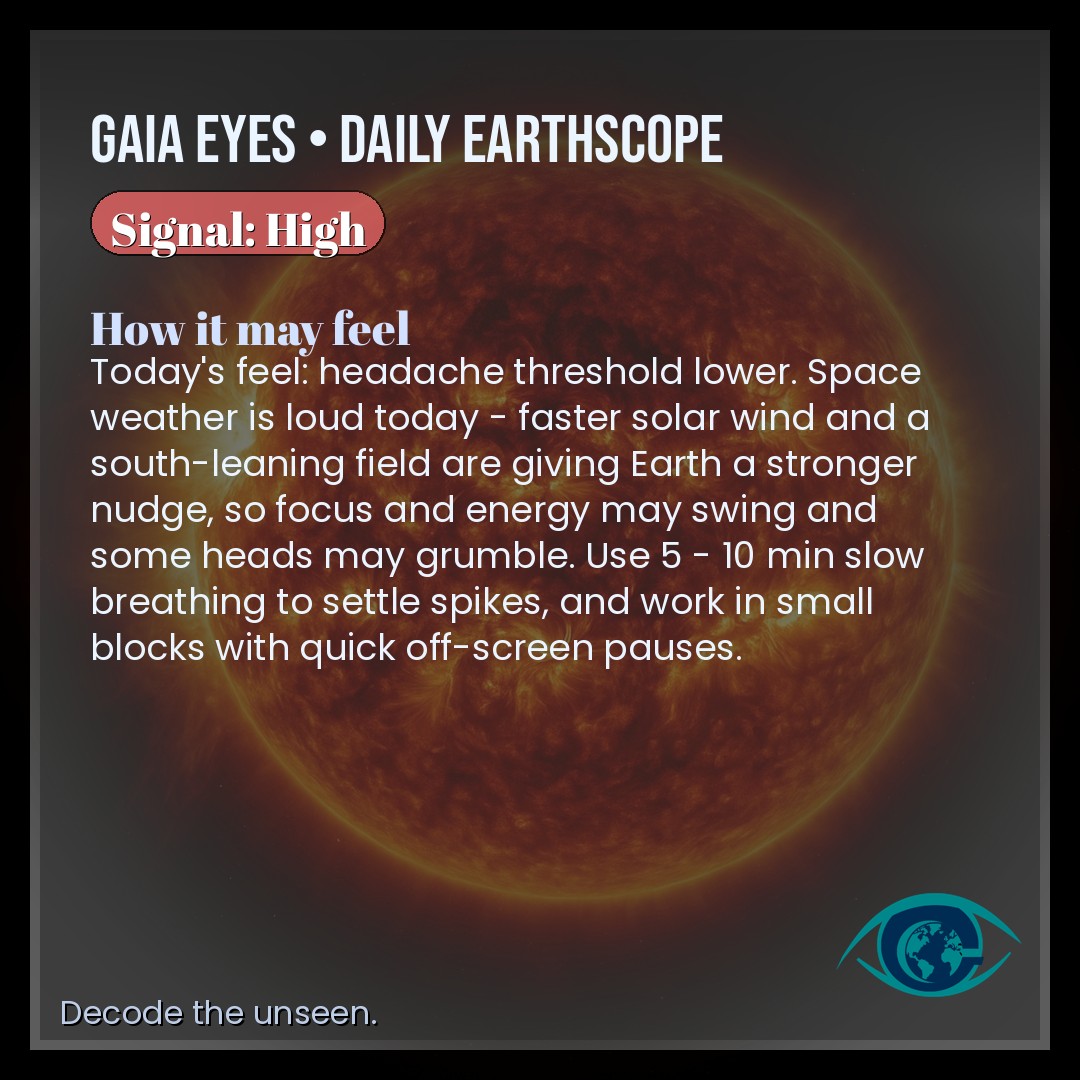 GAIA EYES • DAILY EARTHSCOPE
Signal: High
How it may feel
Today's feel: headache threshold lower. Space
weather is loud today - faster solar wind and a
south-leaning field are giving Earth a stronger
nudge, so focus and energy may swing and
some heads may grumble. Use 5 - 10 min slow
breathing to settle spikes, and work in small
blocks with quick off-screen pauses.
Decode the unseen.